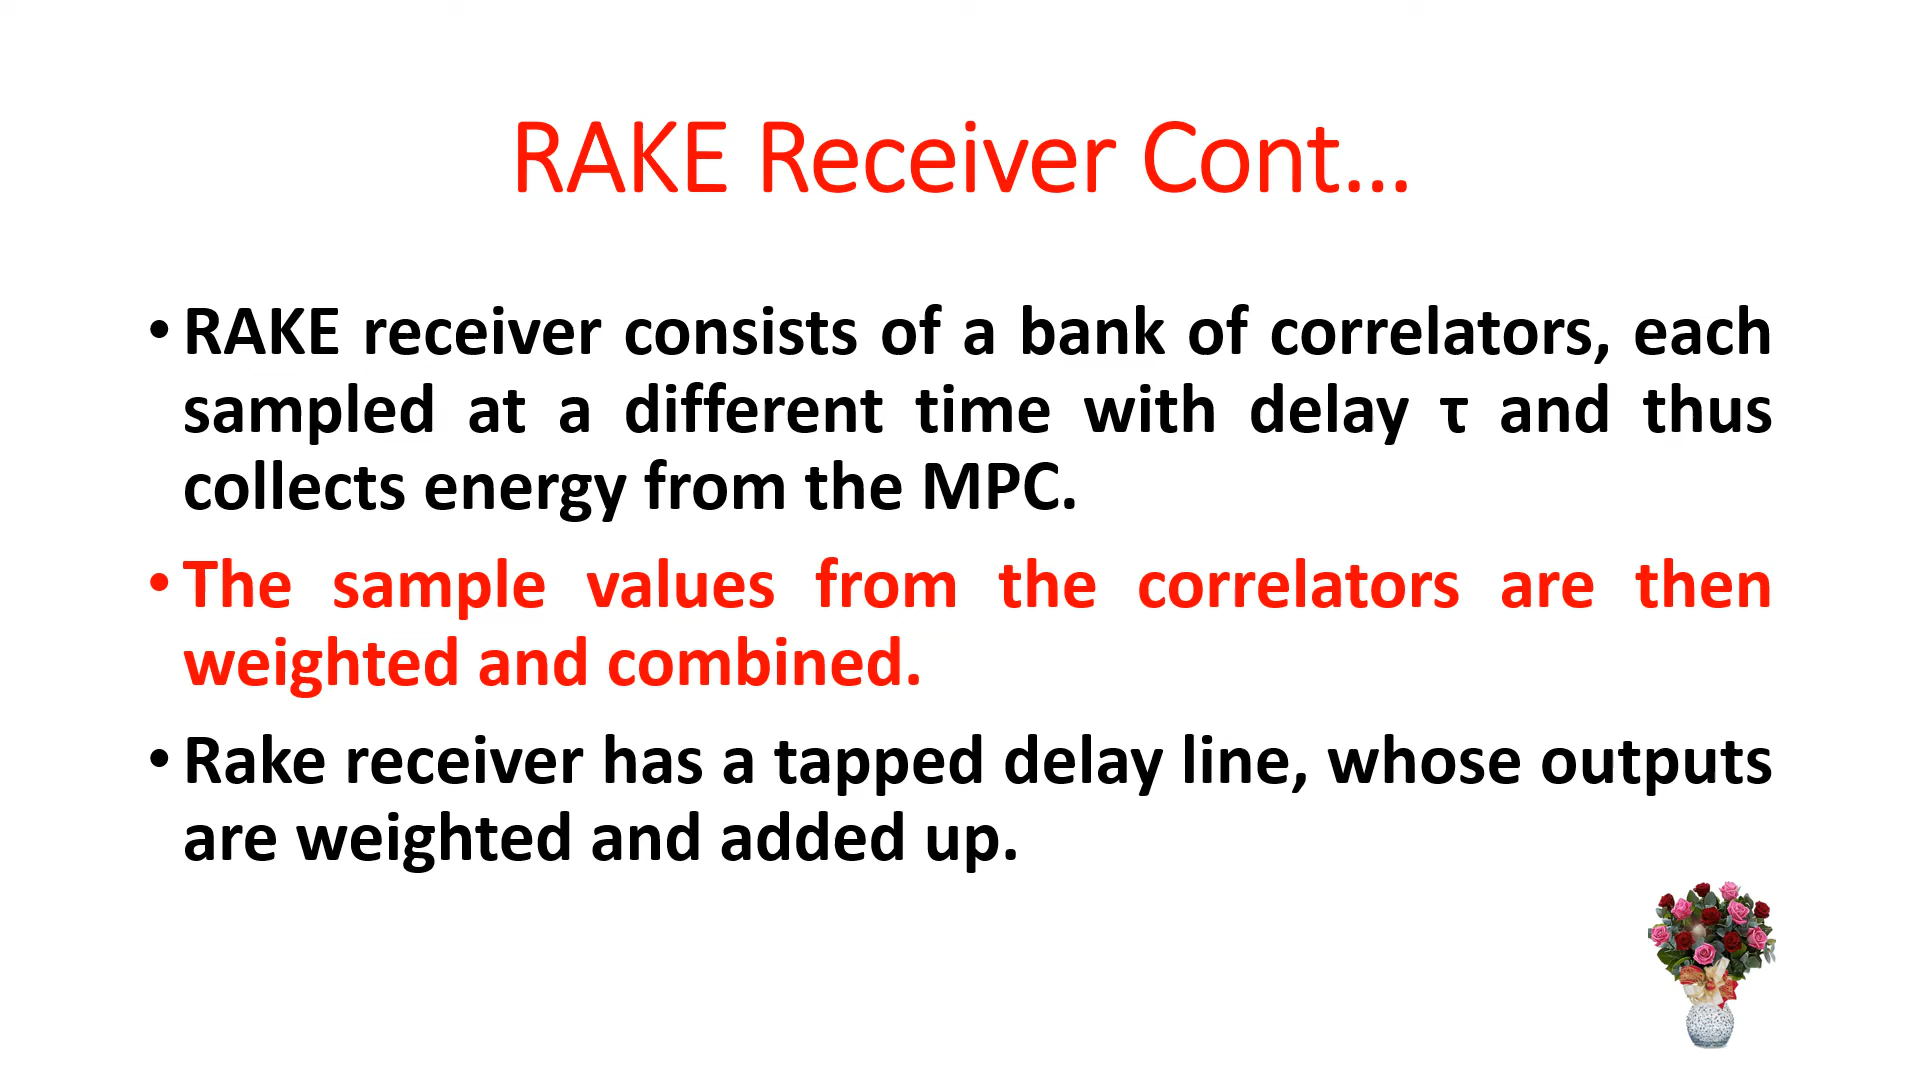 RAKE Receiver Cont...
• RAKE receiver consists of a bank of correlators, each
sampled at a different time with delay τ and thus
collects energy from the MPC.
• The sample values from the correlators are then
weighted and combined.
• Rake receiver has a tapped delay line, whose outputs
are weighted and added up.